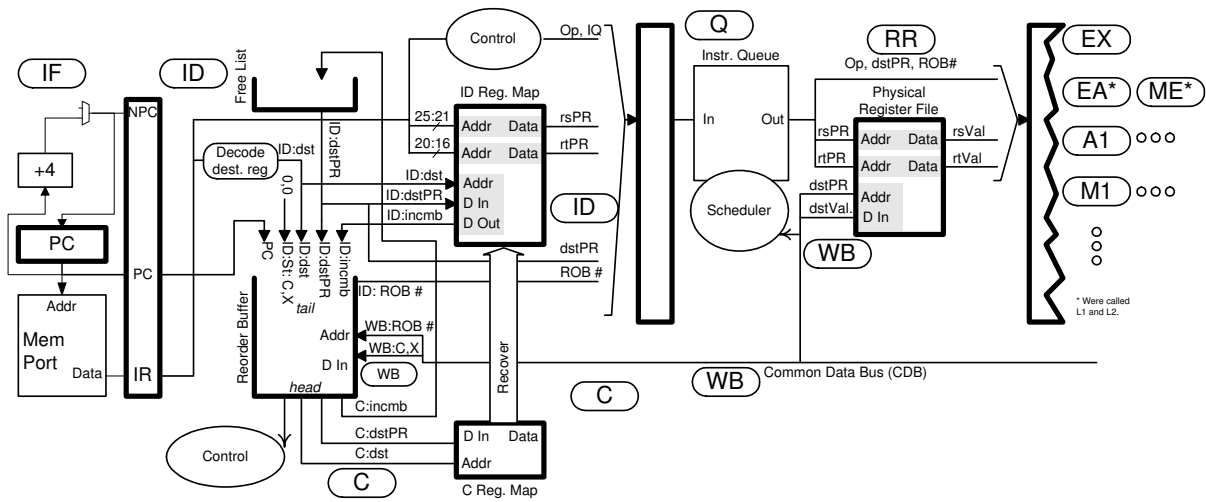 IF
ID
Q
RR
EX
EA*
ME*
A1
M1
Free List
Control
Op, IQ
Instr. Queue
In
Out
Scheduler
Op, dstPR, ROB#
Physical
Register File
rsPR
Addr
Data
rsVal
rtPR
Addr
Data
rtVal
dstPR
Addr
dstVal.
D In
WB
* Were called
L1 and L2.
NPC
+4
PC
PC
Addr
Mem
Port
Data
IR
Decode
dest. reg
ID:dst
0,0
ID:dstPR
25:21
20:16
ID Reg. Map
Addr
Data
rsPR
Addr
Data
rtPR
ID:dst
Addr
ID:dstPR
D In
ID:incmb
D Out
ID
dstPR
ROB #
PC
ID:St: C,X
ID:dst
ID:dstPR
ID:incmb
tail
ID: ROB #
Reorder Buffer
Addr
WB:ROB #
D In
WB:C,X
WB
head
C:incmb
Recover
WB
Common Data Bus (CDB)
C
Control
C:dstPR
D In
Data
C:dst
Addr
C
C Reg. Map